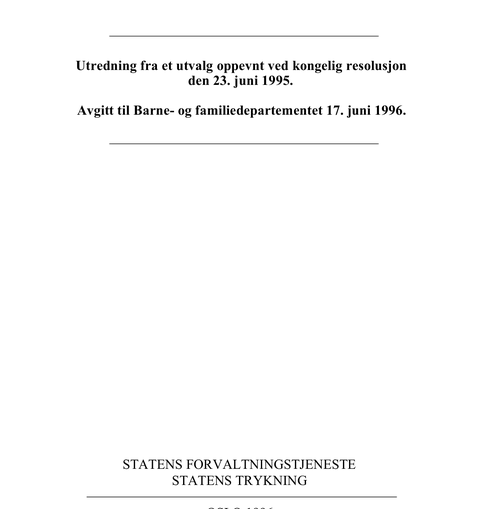 Utredning fra et utvalg oppevnt ved kongelig resolusjon
den 23. juni 1995.
Avgitt til Barne- og familiedepartementet 17. juni 1996.
STATENS FORVALTNINGSTJENESTE
STATENS TRYKNING